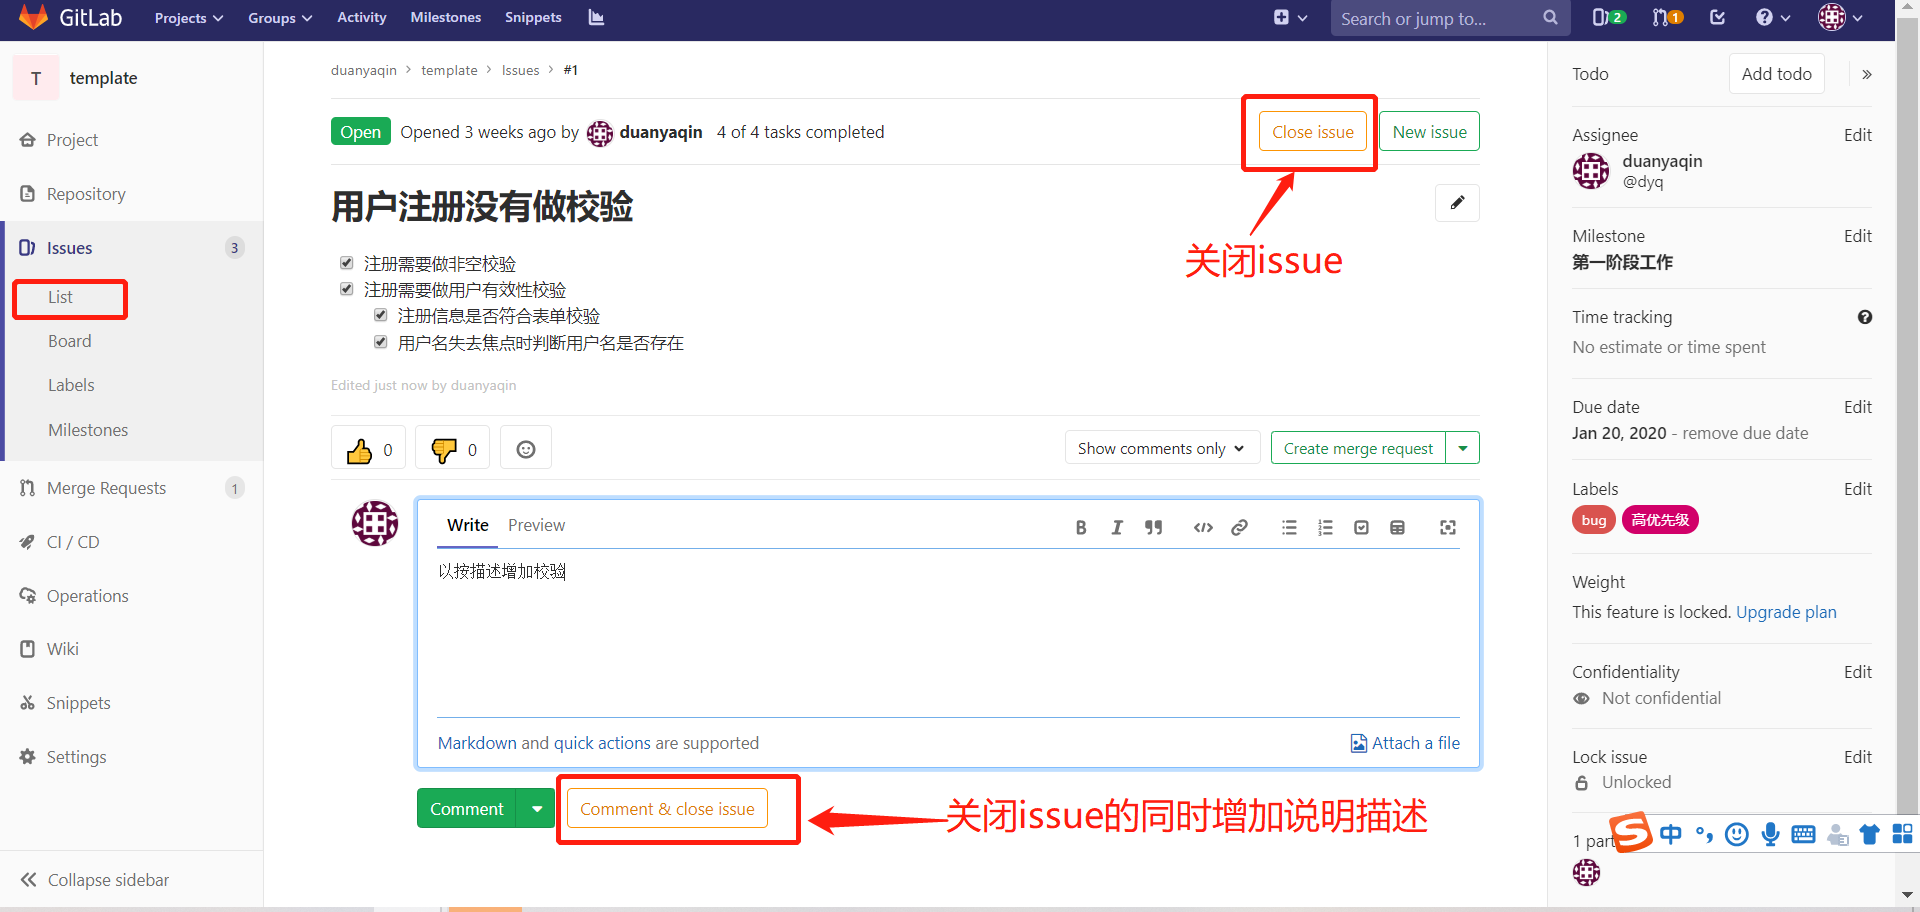 GitLab Projects Groups Activity Milestones Snippets Search or jump to... 2 1 ?
T template
Project
Repository
Issues 3
List
Board
Labels
Milestones
Merge Requests 1
CI / CD
Operations
Wiki
Snippets
Settings
Collapse sidebar
duanyaqin > template > Issues > #1
Open Opened 3 weeks ago by duanyaqin 4 of 4 tasks completed Close issue New issue
用户注册没有做校验
关闭issue
注册需要做非空校验
注册需要做用户有效性校验
注册信息是否符合表单校验
用户名失去焦点时判断用户名是否存在
Edited just now by duanyaqin
0 0 Show comments only Create merge request
Write Preview B I
以按描述增加校验
Markdown and quick actions are supported Attach a file
Comment Comment & close issue
关闭issue的同时增加说明描述
Todo Add todo »
Assignee Edit
duanyaqin
@dyq
Milestone Edit
第一阶段工作
Time tracking ?
No estimate or time spent
Due date Edit
Jan 20, 2020 - remove due date
Labels Edit
bug 高优先级
Weight
This feature is locked. Upgrade plan
Confidentiality Edit
Not confidential
Lock issue Edit
Unlocked
1 part
S 中